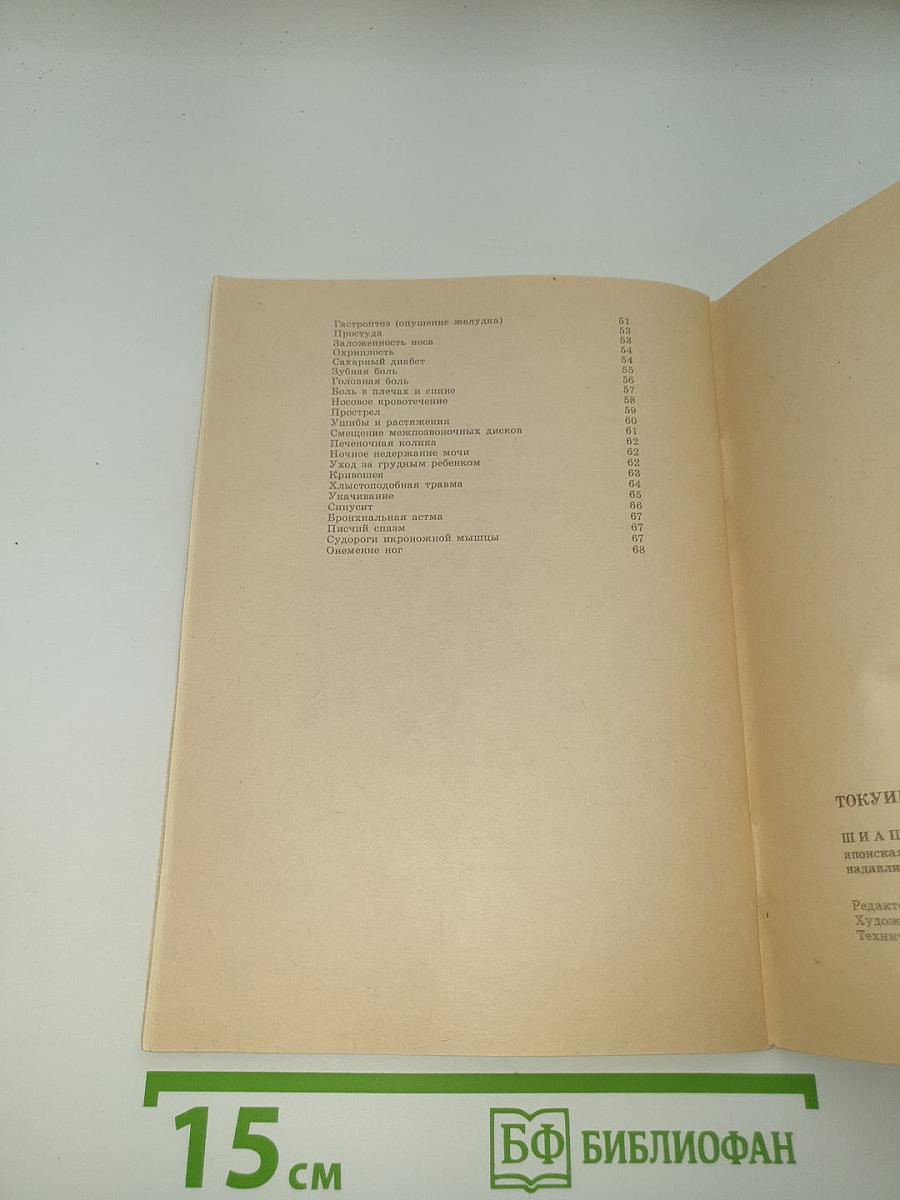 Гастроптоз (опущение желудка) 51
Простуда 53
Заложенность носа 53
Охриплость 54
Сахарный диабет 54
Зубная боль 55
Головная боль 56
Боль в плечах и спине 57
Носовое кровотечение 58
Прострел 59
Ушибы и растяжения 60
Смещение межпозвоночных дисков 61
Печеночная колика 62
Ночное недержание мочи 62
Уход за грудным ребенком 62
Кривошея 63
Хлыстоподобная травма 64
Укачивание 65
Синусит 66
Бронхиальная астма 67
Писчий спазм 67
Судороги икроножной мышцы 67
Онемение ног 68
ШИАЦ
15 см
БФ БИБЛИОФАН